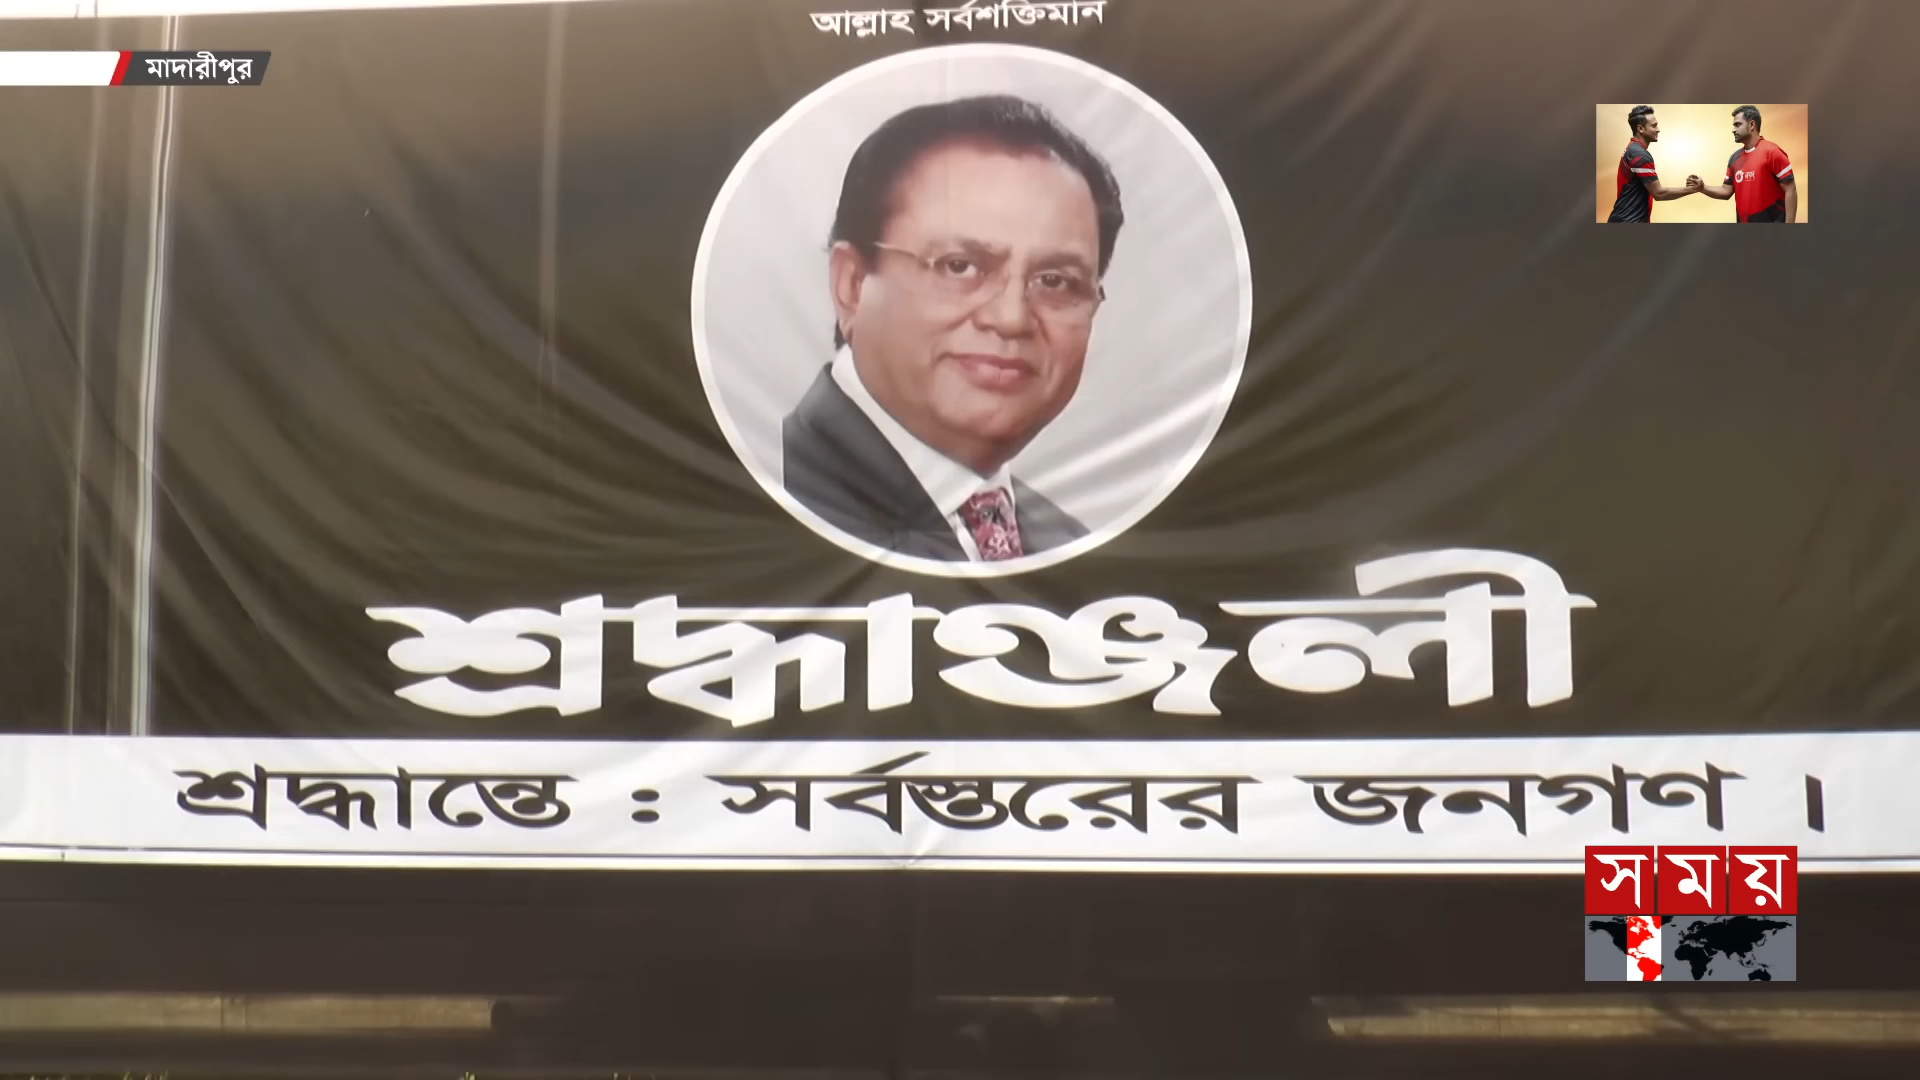 আল্লাহ সর্বশক্তিমান
মাদারীপুর
শ্রদ্ধাঞ্জলী
শ্রদ্ধান্তে : সর্বস্তরের জনগণ ।
সময়